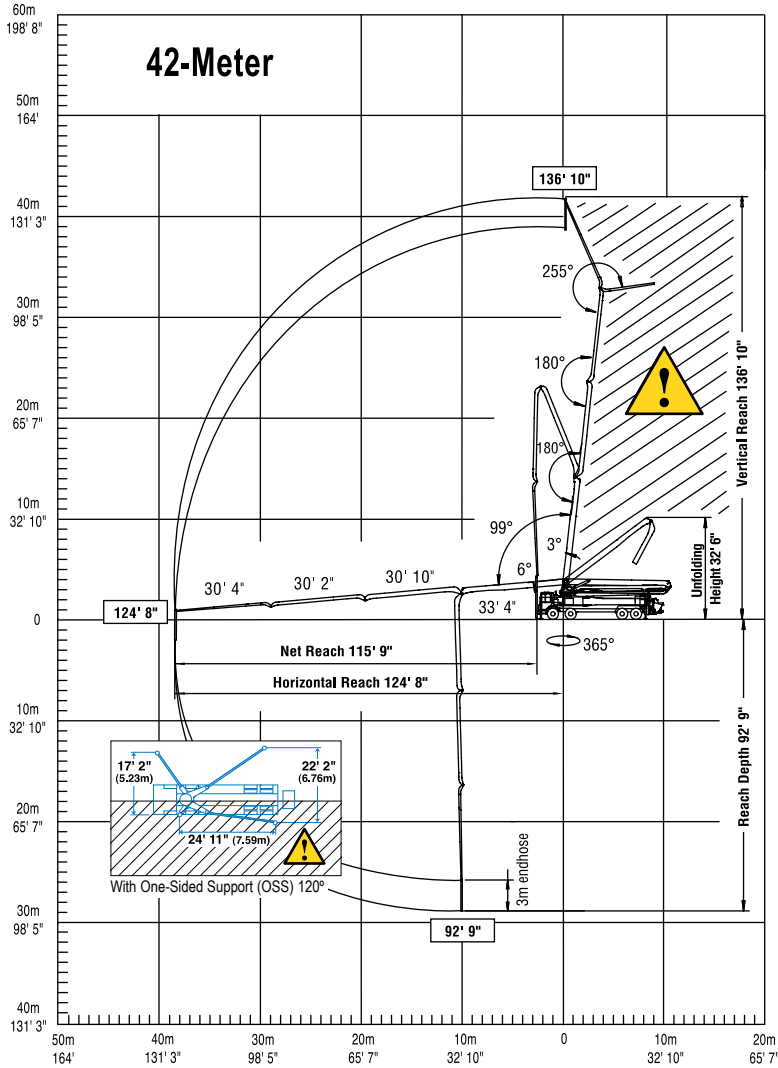 60m
198' 8"
42-Meter
50m
164'
136' 10"
40m
131' 3"
255°
30m
98' 5"
180°
20m
65' 7"
180°
Vertical Reach 136' 10"
10m
32' 10"
99°
3°
6°
Unfolding
Height 32' 6"
30' 4"
30' 2"
30' 10"
33' 4"
124' 8"
0
365°
Net Reach 115' 9"
Horizontal Reach 124' 8"
10m
32' 10"
17' 2"
(5.23m)
22' 2"
(6.76m)
24' 11" (7.59m)
!
!
With One-Sided Support (OSS) 120º
Reach Depth 92' 9"
20m
65' 7"
3m endhose
30m
98' 5"
92' 9"
40m
131' 3"
50m
164'
40m
131' 3"
30m
98' 5"
20m
65' 7"
10m
32' 10"
0
10m
32' 10"
20m
65' 7"